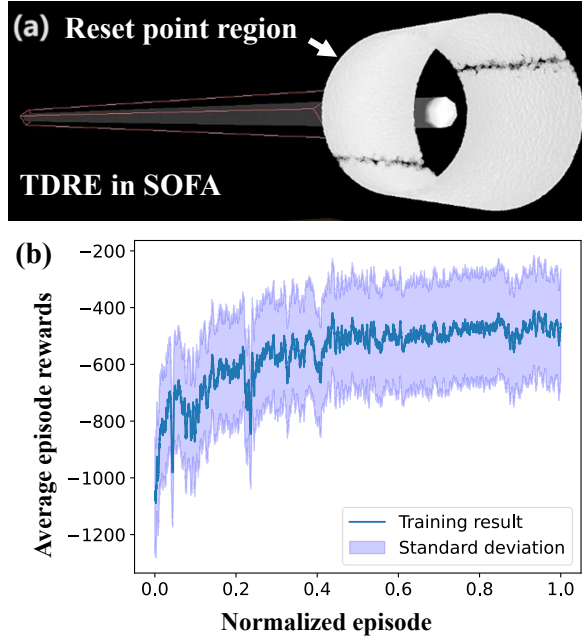 (a) Reset point region
TDRE in SOFA
(b)
−200
−400
−600
−800
−1000
−1200
Average episode rewards
Training result
Standard deviation
0.0 0.2 0.4 0.6 0.8 1.0
Normalized episode